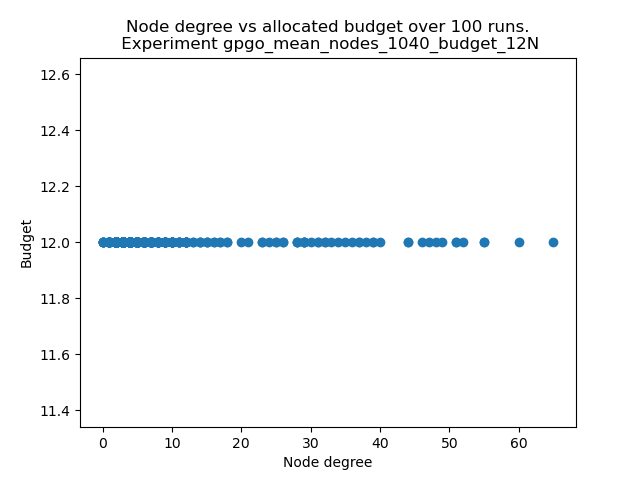 Node degree vs allocated budget over 100 runs.
Experiment gpgo_mean_nodes_1040_budget_12N
12.6
12.4
12.2
12.0
11.8
11.6
11.4
Budget
0 10 20 30 40 50 60
Node degree